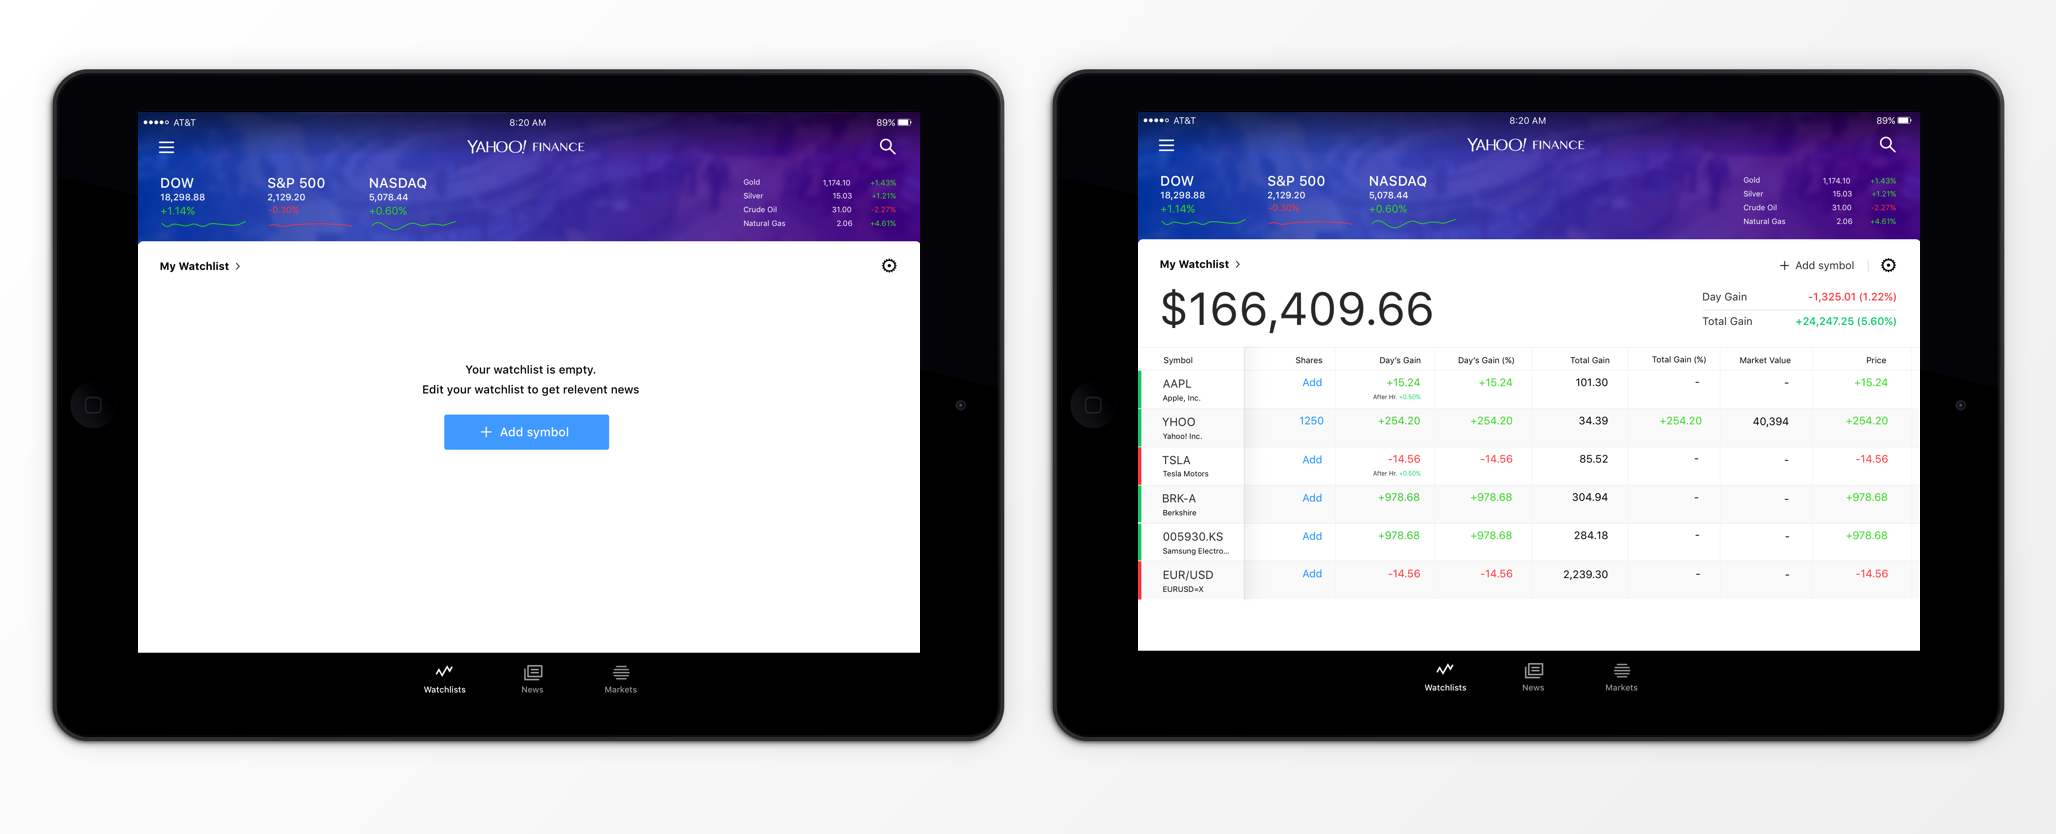 AT&T 8:20 AM 89%
YAHOO! FINANCE
DOW S&P 500 NASDAQ
18,298.88 2,129.20 5,078.44
+1.14% -0.30% +0.60%
Gold 1,174.10 +1.43%
Silver 15.03 +1.21%
Crude Oil 31.00 -2.27%
Natural Gas 2.06 +4.61%
My Watchlist >
Your watchlist is empty.
Edit your watchlist to get relevent news
+ Add symbol
Watchlists News Markets
AT&T 8:20 AM 89%
YAHOO! FINANCE
DOW S&P 500 NASDAQ
18,298.88 2,129.20 5,078.44
+1.14% -0.30% +0.60%
Gold 1,174.10 +1.43%
Silver 15.03 +1.21%
Crude Oil 31.00 -2.27%
Natural Gas 2.06 +4.61%
My Watchlist >
+ Add symbol
$166,409.66
Day Gain -1,325.01 (1.22%)
Total Gain +24,247.25 (5.60%)
Symbol Shares Day's Gain Day's Gain (%) Total Gain Total Gain (%) Market Value Price
AAPL Add +15.24 +15.24 101.30 - - +15.24
Apple, Inc. After Hr. +0.50%
YHOO 1250 +254.20 +254.20 34.39 +254.20 40,394 +254.20
Yahoo! Inc.
TSLA Add -14.56 -14.56 85.52 - - -14.56
Tesla Motors After Hr. +0.50%
BRK-A Add +978.68 +978.68 304.94 - - +978.68
Berkshire
005930.KS Add +978.68 +978.68 284.18 - - +978.68
Samsung Electro...
EUR/USD Add -14.56 -14.56 2,239.30 - - -14.56
EURUSD=X
Watchlists News Markets